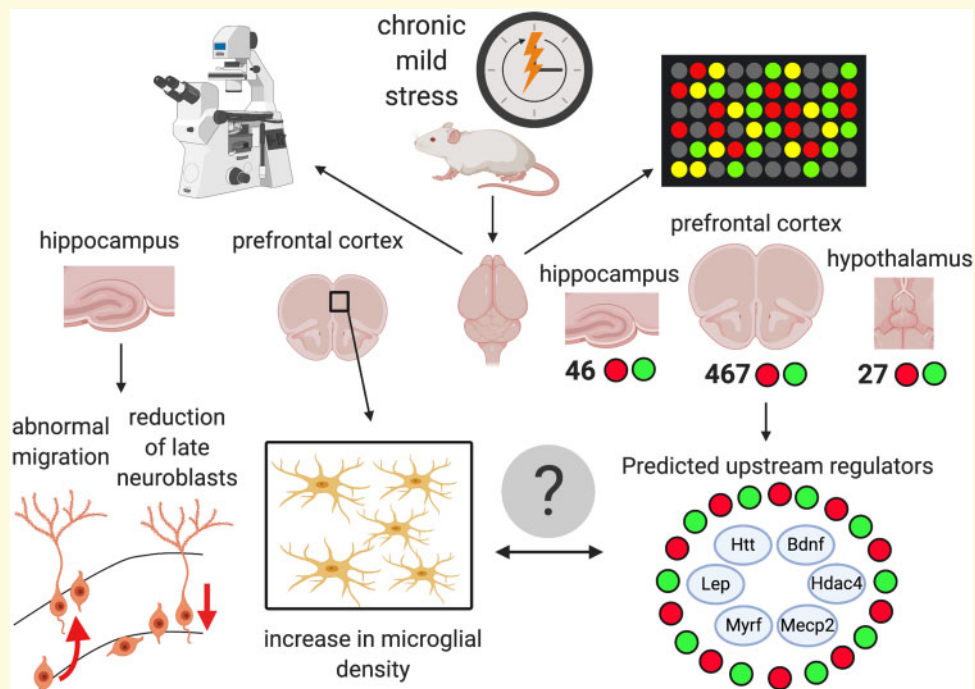 chronic
mild
stress
hippocampus
prefrontal cortex
hippocampus
46
prefrontal cortex
467
hypothalamus
27
abnormal
migration
reduction
of late
neuroblasts
increase in microglial
density
?
Predicted upstream regulators
Htt
Bdnf
Lep
Hdac4
Myrf
Mecp2